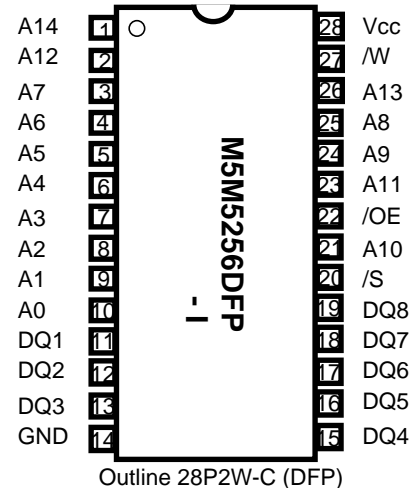 A14 1 28 Vcc
A12 2 27 /W
A7 3 26 A13
A6 4 25 A8
A5 5 24 A9
A4 6 23 A11
A3 7 22 /OE
A2 8 21 A10
A1 9 20 /S
A0 10 19 DQ8
DQ1 11 18 DQ7
DQ2 12 17 DQ6
DQ3 13 16 DQ5
GND 14 15 DQ4
M5M5256DFP
-I
Outline 28P2W-C (DFP)